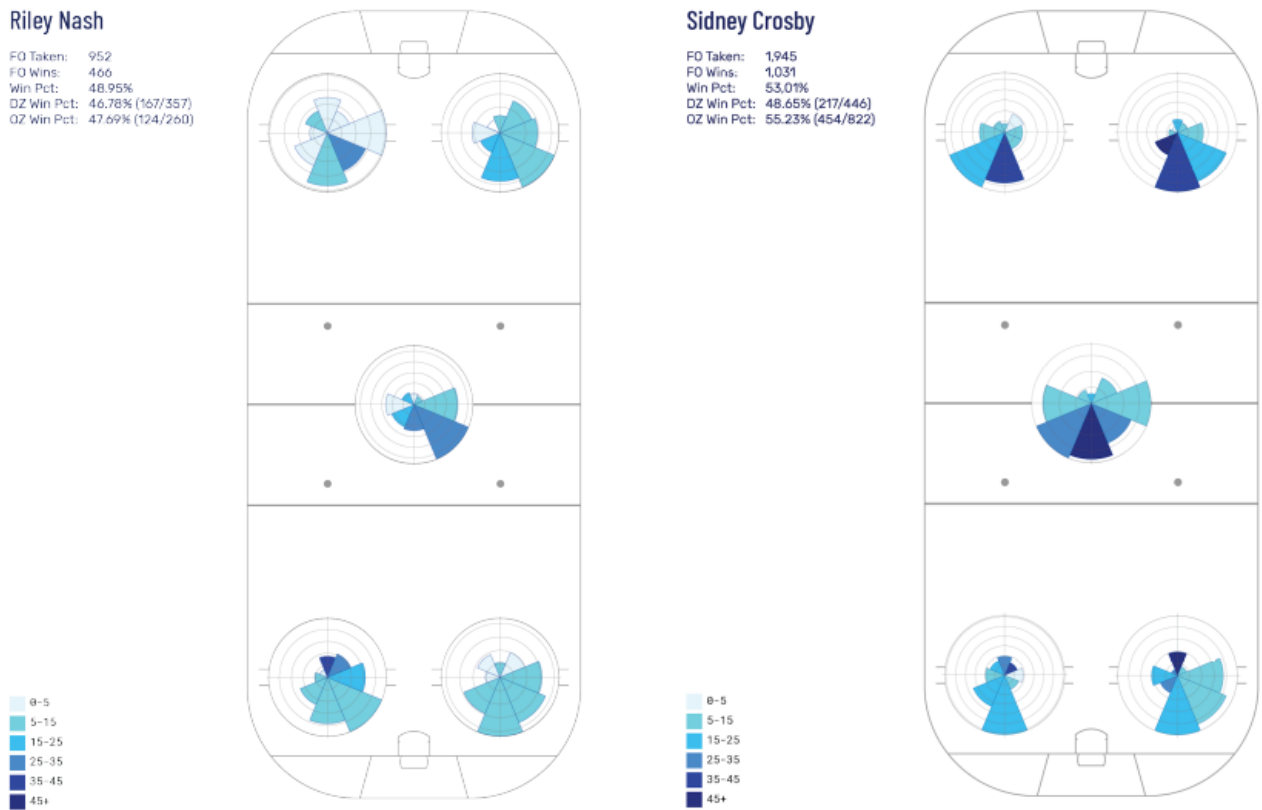 Riley Nash
FO Taken: 952
FO Wins: 466
Win Pct: 48.95%
DZ Win Pct: 46.78% (167/357)
OZ Win Pct: 47.69% (124/260)
0-5
5-15
15-25
25-35
35-45
45+
Sidney Crosby
FO Taken: 1,945
FO Wins: 1,031
Win Pct: 53.01%
DZ Win Pct: 48.65% (217/446)
OZ Win Pct: 55.23% (454/822)
0-5
5-15
15-25
25-35
35-45
45+